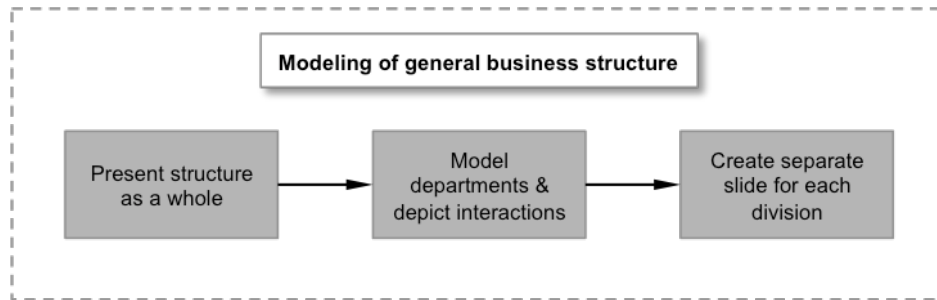 Modeling of general business structure
Present structure
as a whole
Model
departments &
depict interactions
Create separate
slide for each
division